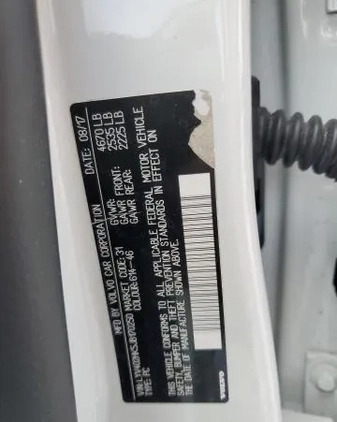 MFD BY VOLVO CAR CORPORATION
DATE: 08/17
GVWR: 4670 LB
GAWR FRONT: 2535 LB
GAWR REAR: 2225 LB
MARKET CODE: 31
COLOUR: 614-46
TYPE: PC
THIS VEHICLE CONFORMS TO ALL APPLICABLE FEDERAL MOTOR VEHICLE
SAFETY, BUMPER AND THEFT PREVENTION STANDARDS IN EFFECT ON
THE DATE OF MANUFACTURE SHOWN ABOVE.
VOLVO